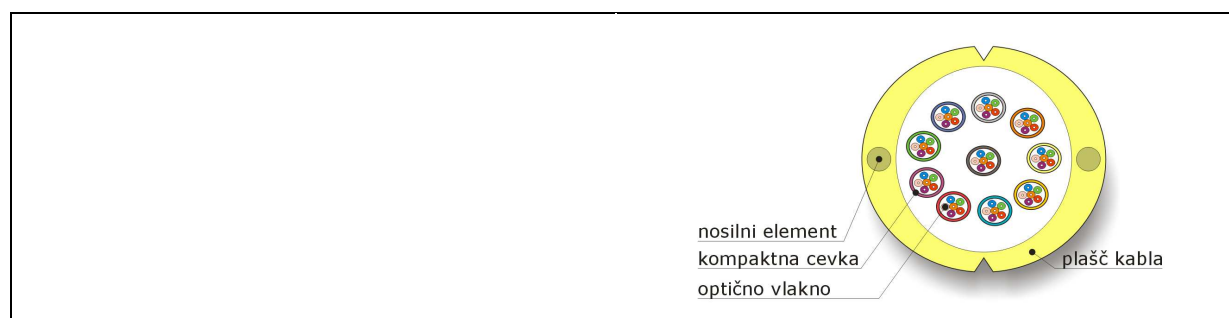 nosilni element
kompaktna cevka
optično vlakno
plašč kabla